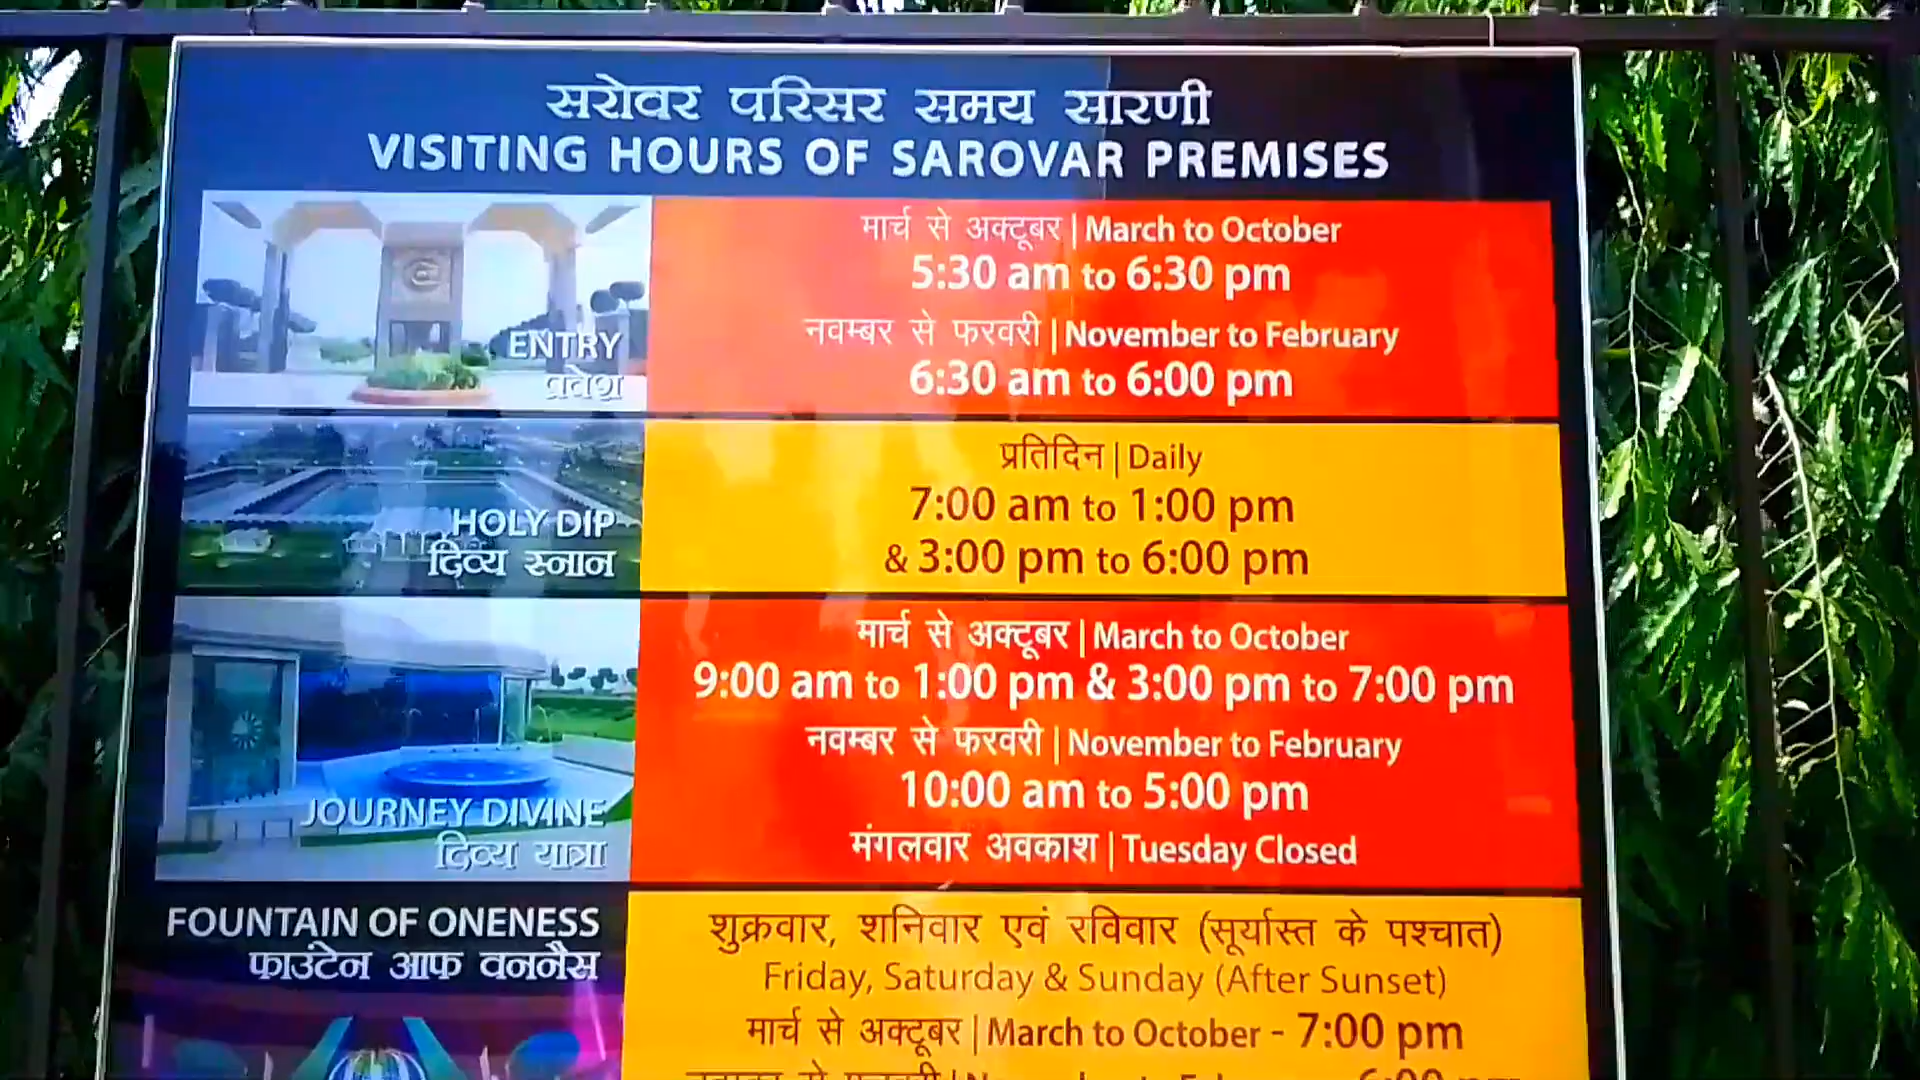 सरोवर परिसर समय सारणी
VISITING HOURS OF SAROVAR PREMISES
ENTRY
प्रवेश
मार्च से अक्टूबर | March to October
5:30 am to 6:30 pm
नवम्बर से फरवरी | November to February
6:30 am to 6:00 pm
HOLY DIP
दिव्य स्नान
प्रतिदिन | Daily
7:00 am to 1:00 pm
& 3:00 pm to 6:00 pm
JOURNEY DIVINE
दिव्य यात्रा
मार्च से अक्टूबर | March to October
9:00 am to 1:00 pm & 3:00 pm to 7:00 pm
नवम्बर से फरवरी | November to February
10:00 am to 5:00 pm
मंगलवार अवकाश | Tuesday Closed
FOUNTAIN OF ONENESS
फाउंटेन आफ वननैस
शुक्रवार, शनिवार एवं रविवार (सूर्यास्त के पश्चात)
Friday, Saturday & Sunday (After Sunset)
मार्च से अक्टूबर | March to October - 7:00 pm